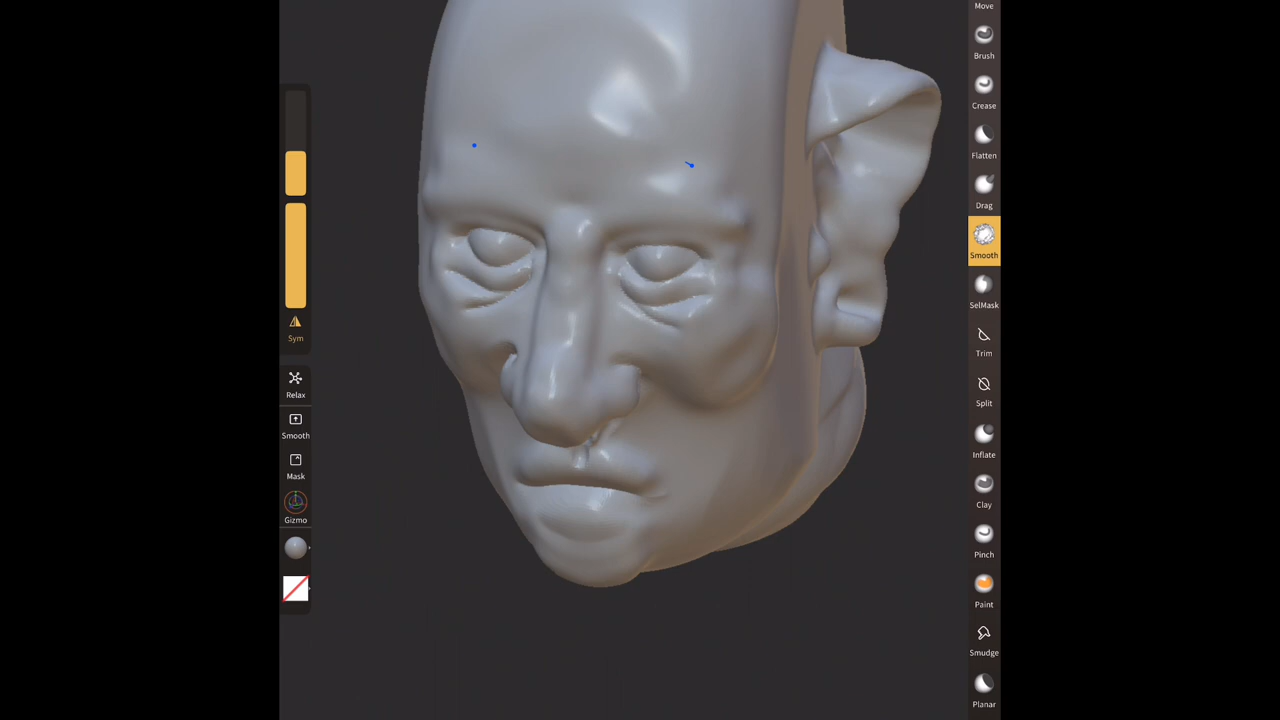 Sym
Relax
Smooth
Mask
Gizmo
Move
Brush
Crease
Flatten
Drag
Smooth
SelMask
Trim
Split
Inflate
Clay
Pinch
Paint
Smudge
Planar